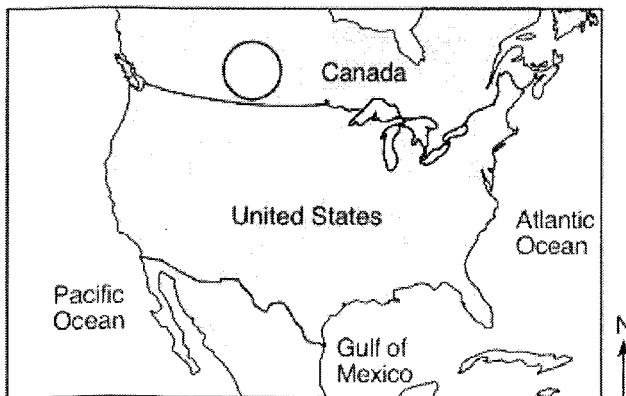 Canada
United States
Atlantic
Ocean
Pacific
Ocean
Gulf of
Mexico
N